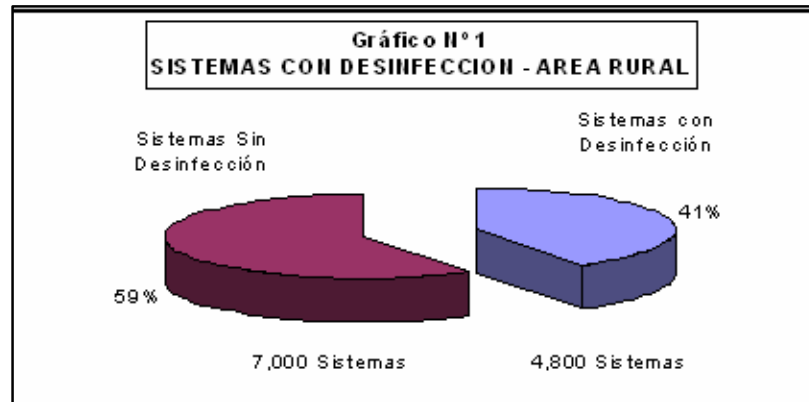 Gráfico Nº 1
SISTEMAS CON DESINFECCION - AREA RURAL
Sistemas Sin
Desinfección
Sistemas con
Desinfección
41%
59%
7,000 Sistemas
4,800 Sistemas